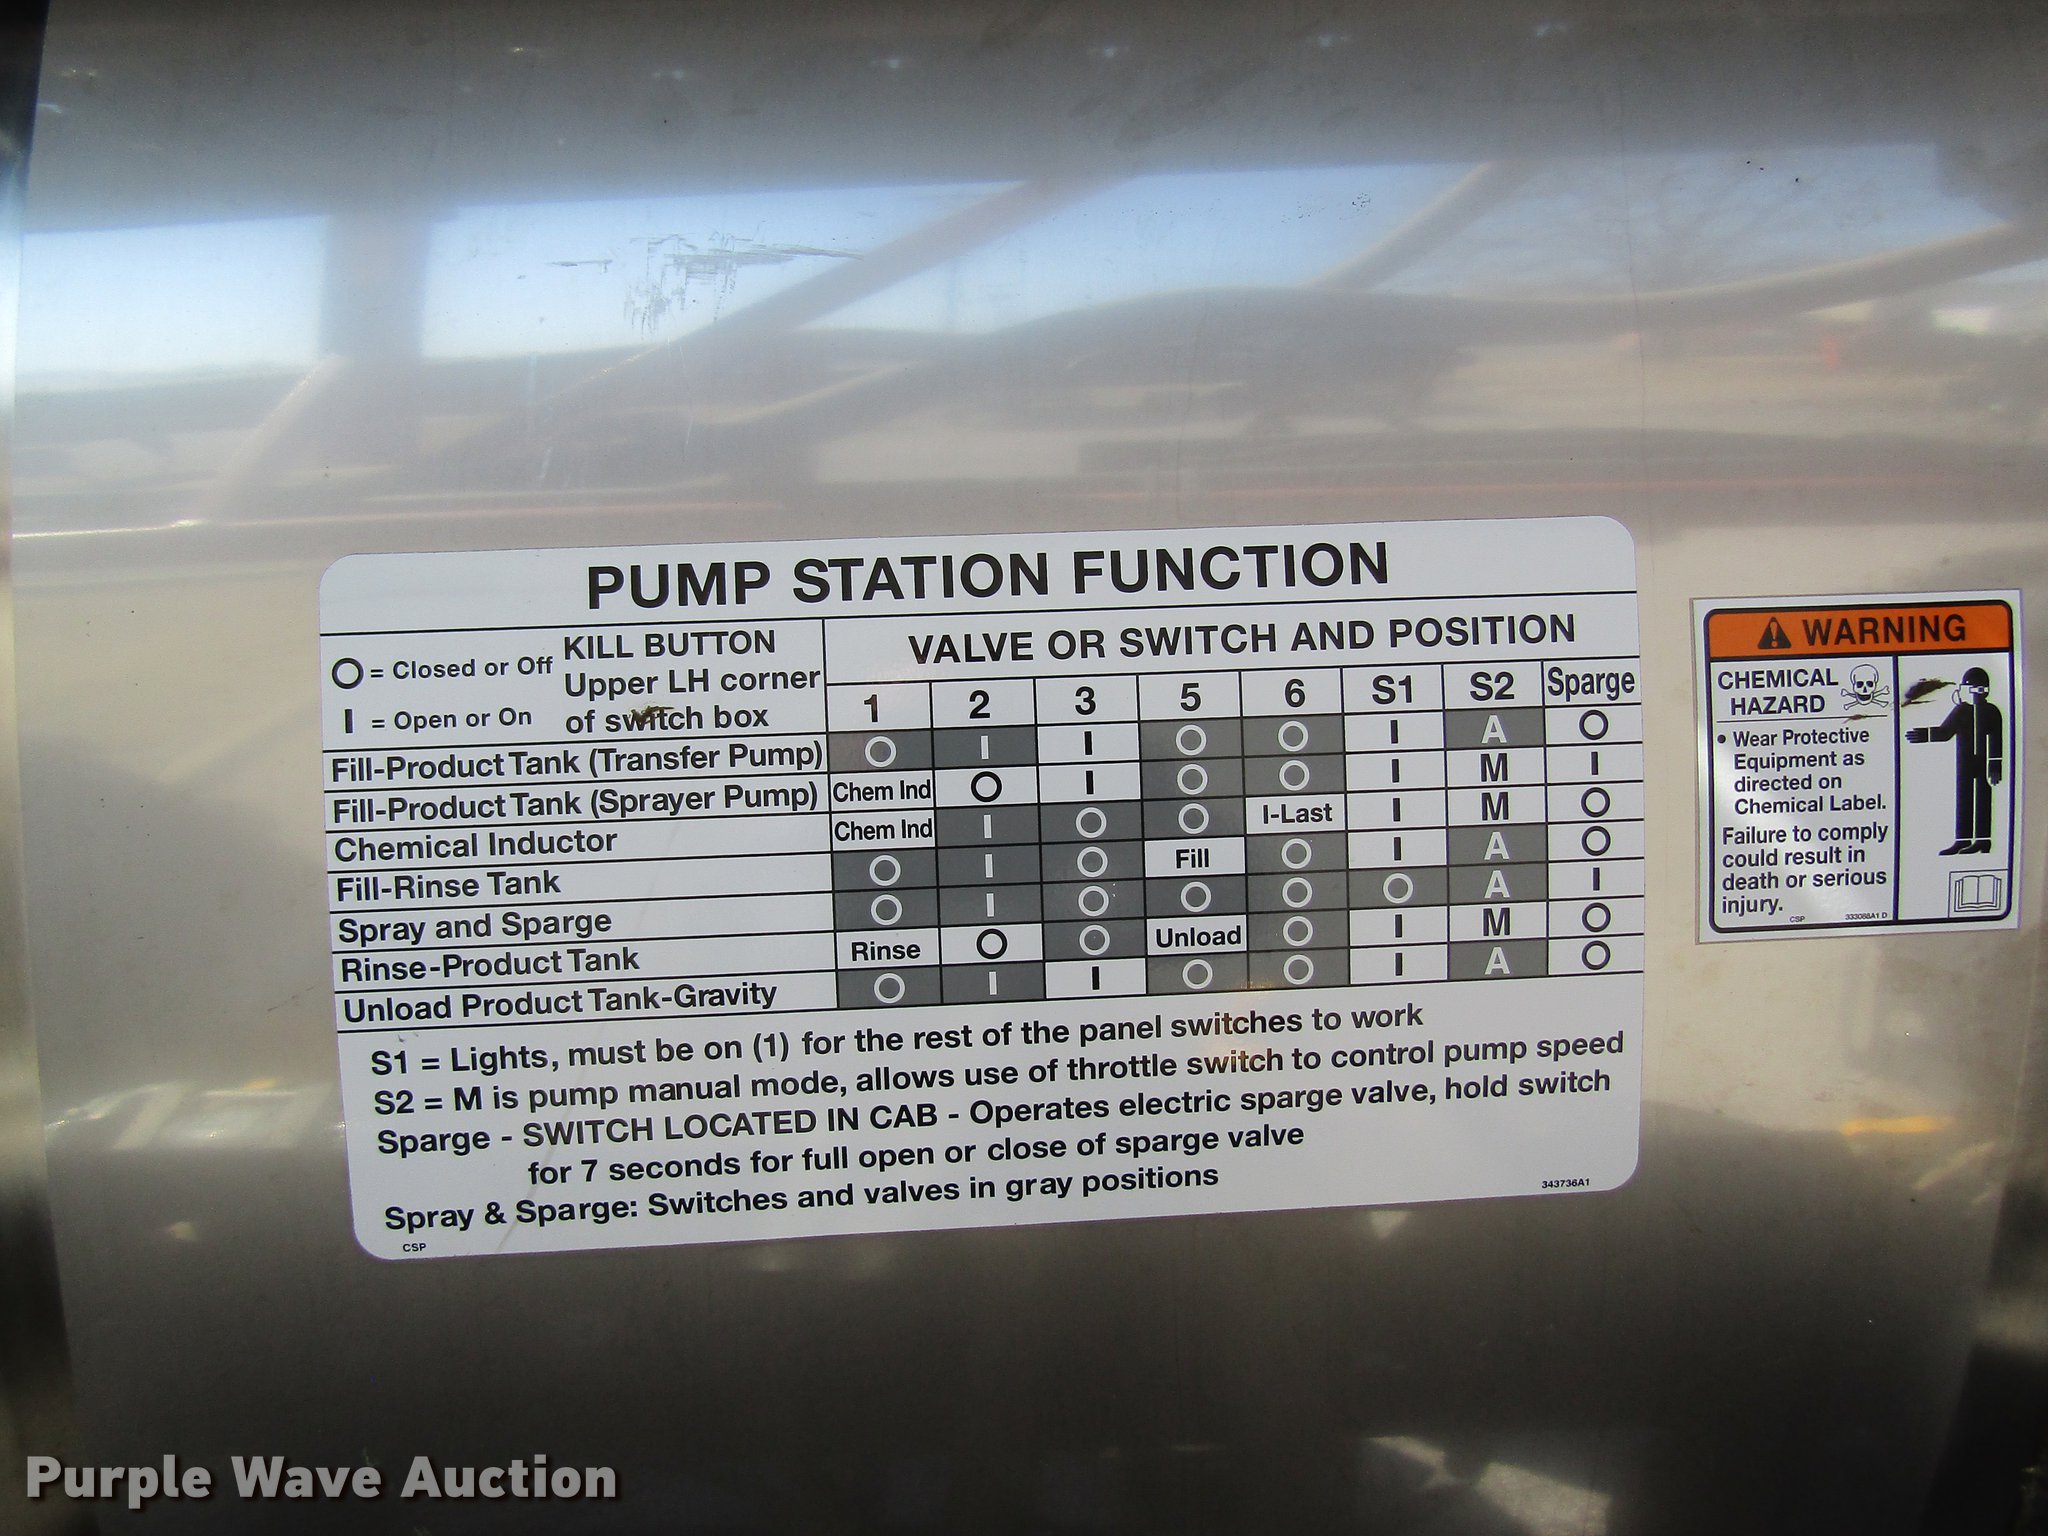 PUMP STATION FUNCTION
O = Closed or Off
I = Open or On
KILL BUTTON
Upper LH corner
of switch box
VALVE OR SWITCH AND POSITION
1 2 3 5 6 S1 S2 Sparge
Fill-Product Tank (Transfer Pump) O I I O O I A O
Fill-Product Tank (Sprayer Pump) Chem Ind O I O O I M I
Chemical Inductor Chem Ind I O O I-Last I M O
Fill-Rinse Tank O I O Fill O I A O
Spray and Sparge O I O O O O A I
Rinse-Product Tank Rinse O O Unload O I M O
Unload Product Tank-Gravity O I I O O I A O
S1 = Lights, must be on (1) for the rest of the panel switches to work
S2 = M is pump manual mode, allows use of throttle switch to control pump speed
Sparge - SWITCH LOCATED IN CAB - Operates electric sparge valve, hold switch
for 7 seconds for full open or close of sparge valve
Spray & Sparge: Switches and valves in gray positions
CSP
343736A1
WARNING
CHEMICAL
HAZARD
• Wear Protective
Equipment as
directed on
Chemical Label.
Failure to comply
could result in
death or serious
injury.
CSP
333088A1 D
Purple Wave Auction